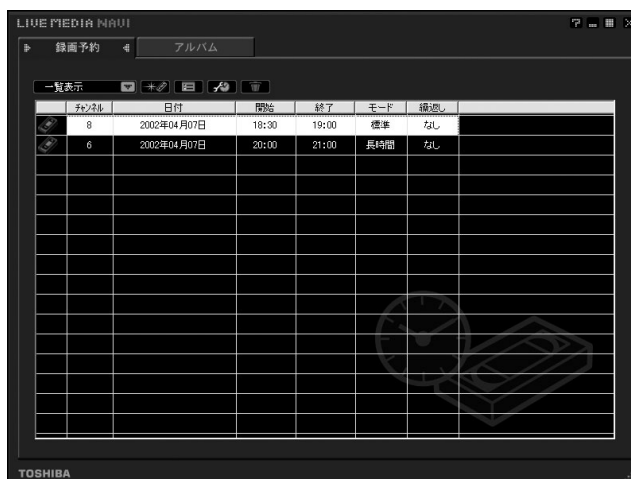 LIVE MEDIA NAVI
録画予約 アルバム
一覧表示
チャンネル 日付 開始 終了 モード 繰返し
8 2002年04月07日 18:30 19:00 標準 なし
6 2002年04月07日 20:00 21:00 長時間 なし
TOSHIBA